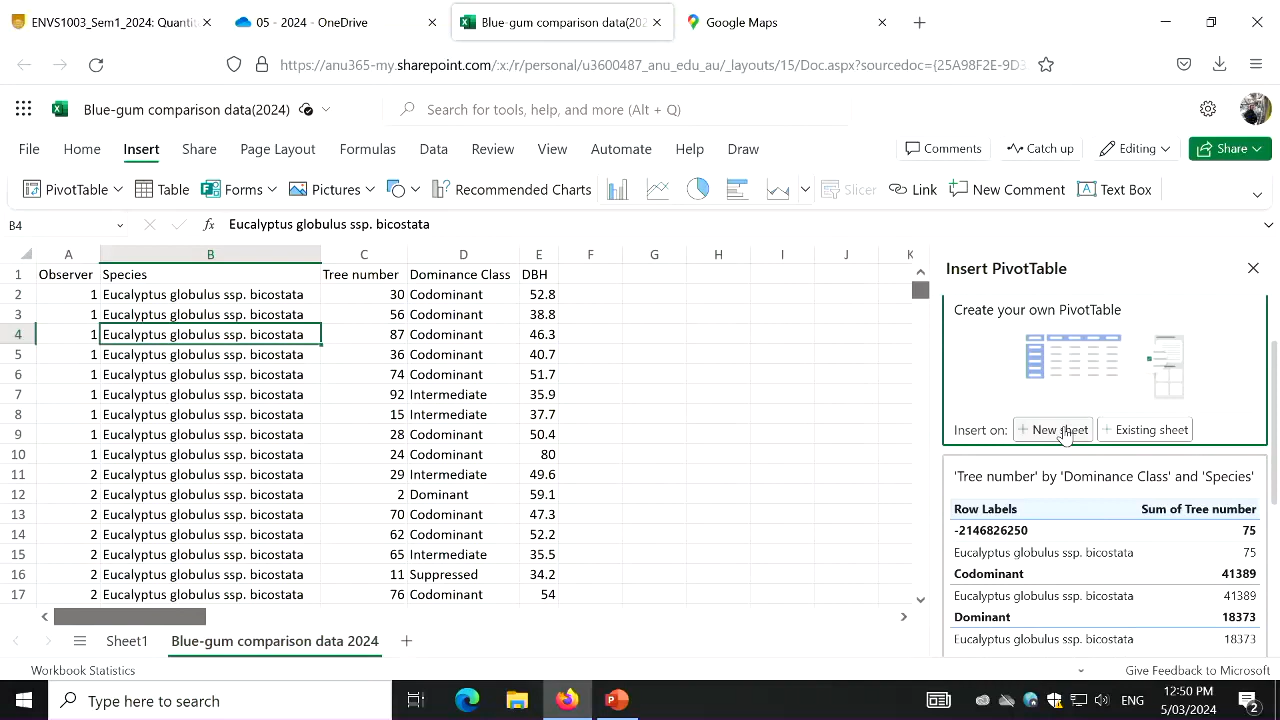 ENVS1003_Sem1_2024: Quantit
05 - 2024 - OneDrive
Blue-gum comparison data(202
Google Maps
https://anu365-my.sharepoint.com/:x:/r/personal/u3600487_anu_edu_au/_layouts/15/Doc.aspx?sourcedoc={25A98F2E-9D3
Blue-gum comparison data(2024)
Search for tools, help, and more (Alt + Q)
File Home Insert Share Page Layout Formulas Data Review View Automate Help Draw
Comments Catch up Editing Share
PivotTable Table Forms Pictures Recommended Charts Slicer Link New Comment Text Box
B4 fx Eucalyptus globulus ssp. bicostata
A B C D E F G H I J K
1 Observer Species Tree number Dominance Class DBH
2 1 Eucalyptus globulus ssp. bicostata 30 Codominant 52.8
3 1 Eucalyptus globulus ssp. bicostata 56 Codominant 38.8
4 1 Eucalyptus globulus ssp. bicostata 87 Codominant 46.3
5 1 Eucalyptus globulus ssp. bicostata 36 Codominant 40.7
6 1 Eucalyptus globulus ssp. bicostata 74 Codominant 51.7
7 1 Eucalyptus globulus ssp. bicostata 92 Intermediate 35.9
8 1 Eucalyptus globulus ssp. bicostata 15 Intermediate 37.7
9 1 Eucalyptus globulus ssp. bicostata 28 Codominant 50.4
10 1 Eucalyptus globulus ssp. bicostata 24 Codominant 80
11 2 Eucalyptus globulus ssp. bicostata 29 Intermediate 49.6
12 2 Eucalyptus globulus ssp. bicostata 2 Dominant 59.1
13 2 Eucalyptus globulus ssp. bicostata 70 Codominant 47.3
14 2 Eucalyptus globulus ssp. bicostata 62 Codominant 52.2
15 2 Eucalyptus globulus ssp. bicostata 65 Intermediate 35.5
16 2 Eucalyptus globulus ssp. bicostata 11 Suppressed 34.2
17 2 Eucalyptus globulus ssp. bicostata 76 Codominant 54
Insert PivotTable
Create your own PivotTable
Insert on: + New sheet + Existing sheet
'Tree number' by 'Dominance Class' and 'Species'
Row Labels Sum of Tree number
-2146826250 75
Eucalyptus globulus ssp. bicostata 75
Codominant 41389
Eucalyptus globulus ssp. bicostata 41389
Dominant 18373
Eucalyptus globulus ssp. bicostata 18373
Sheet1 Blue-gum comparison data 2024
Workbook Statistics Give Feedback to Microsoft
Type here to search
ENG
12:50 PM
5/03/2024
2